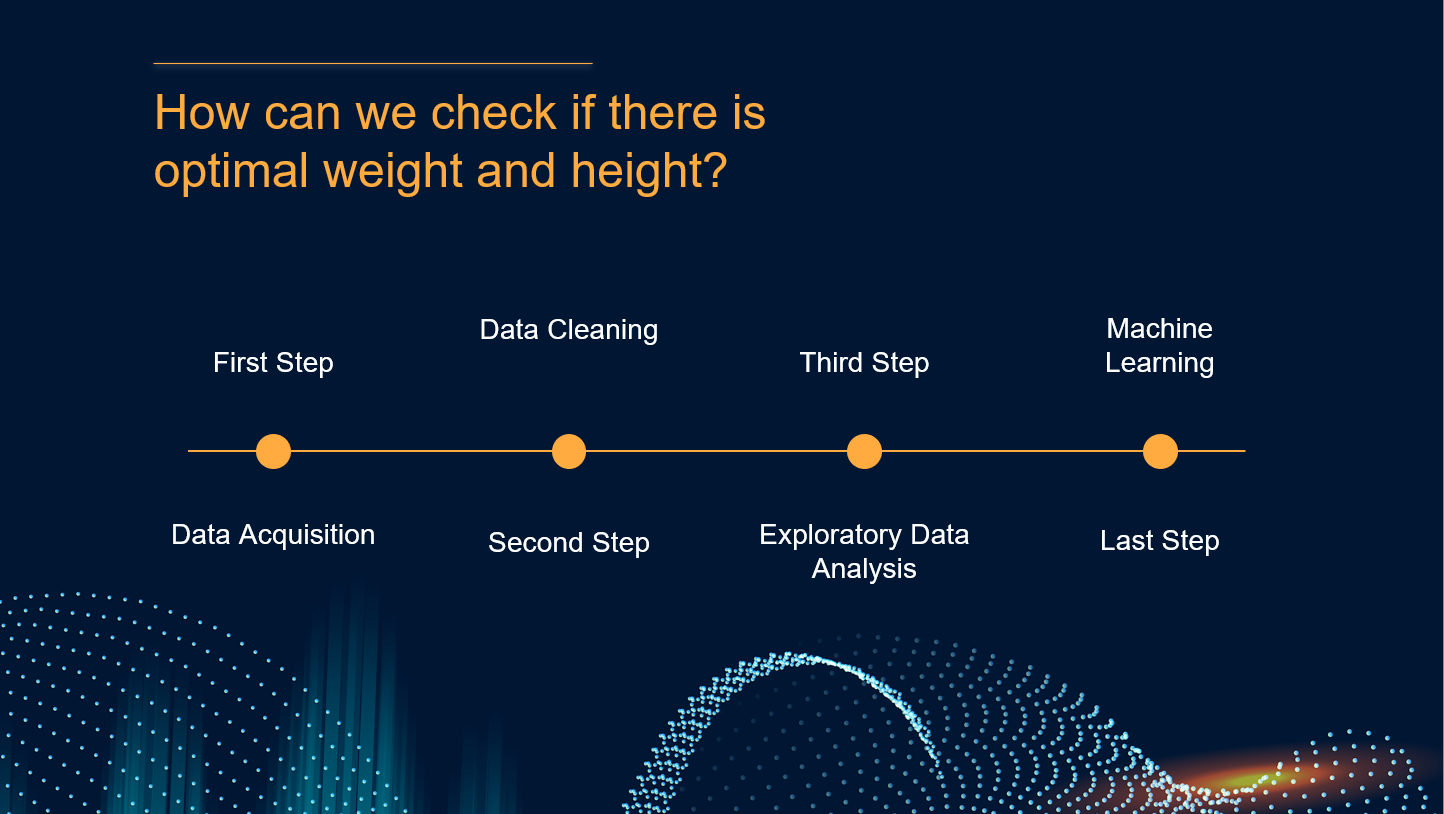 How can we check if there is
optimal weight and height?
First Step
Data Cleaning
Third Step
Machine
Learning
Data Acquisition
Second Step
Exploratory Data
Analysis
Last Step